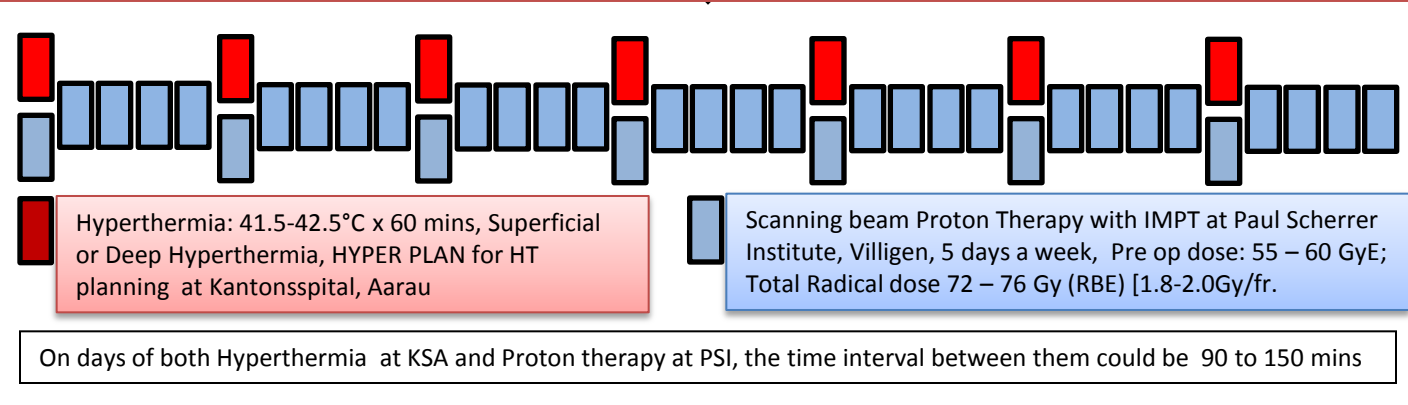 Hyperthermia: 41.5-42.5°C x 60 mins, Superficial
or Deep Hyperthermia, HYPER PLAN for HT
planning at Kantonsspital, Aarau
Scanning beam Proton Therapy with IMPT at Paul Scherrer
Institute, Villigen, 5 days a week, Pre op dose: 55 – 60 GyE;
Total Radical dose 72 – 76 Gy (RBE) [1.8-2.0Gy/fr.
On days of both Hyperthermia at KSA and Proton therapy at PSI, the time interval between them could be 90 to 150 mins